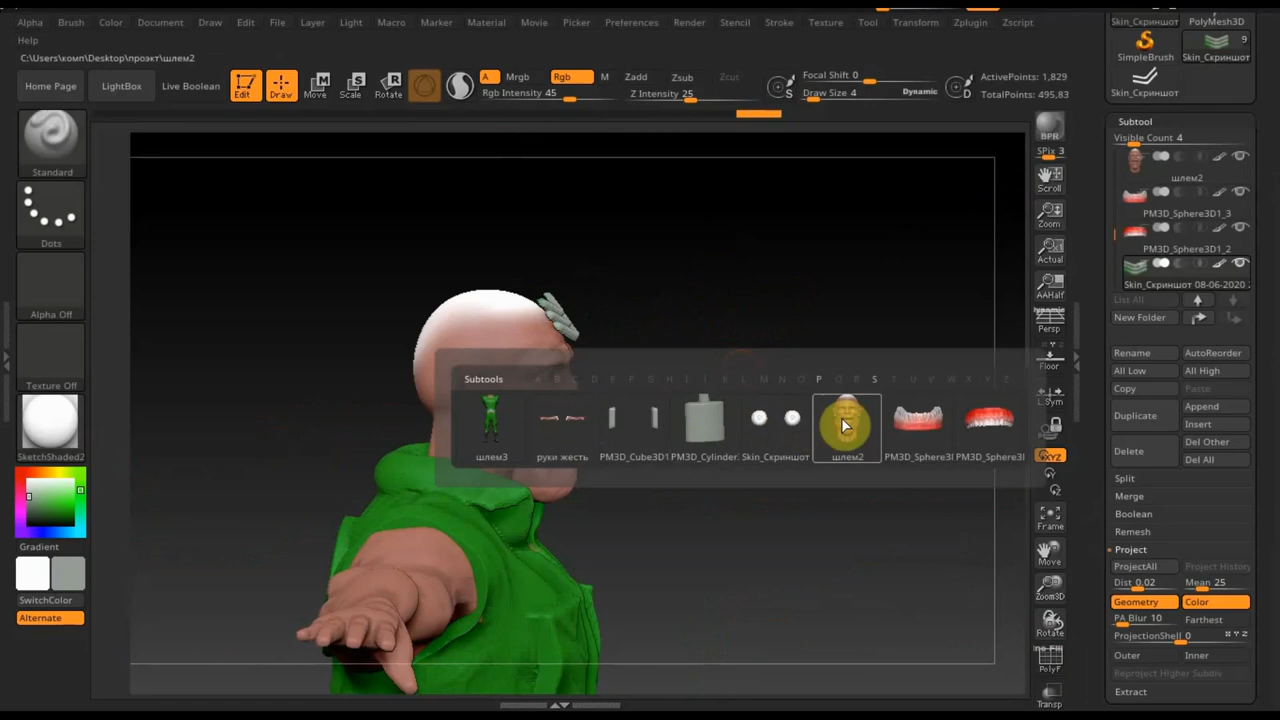 Alpha Brush Color Document Draw Edit File Layer Light Macro Marker Material Movie Picker Preferences Render Stencil Stroke Texture Tool Transform Zplugin Zscript
Help
C:\Users\комп\Desktop\проэкт\шлем2
Home Page
LightBox
Live Boolean
Edit
Draw
Move
Scale
Rotate
A
Mrgb
Rgb
M
Rgb Intensity 45
Zadd
Zsub
Zcut
Z Intensity 25
S
Focal Shift 0
Draw Size 4
Dynamic
D
ActivePoints: 1,829
TotalPoints: 495,83
Skin_Скриншот
PolyMesh3D
SimpleBrush
9
Skin_Скриншот
Skin_Скриншот
Standard
Dots
Alpha Off
Texture Off
SketchShaded2
Gradient
SwitchColor
Alternate
Subtools
A B C D E F G H I J K L M N O P Q R S T U V W X Y Z
шлем3
руки жесть
PM3D_Cube3D1
PM3D_Cylinder.
Skin_Скриншот
шлем2
PM3D_Sphere3I
PM3D_Sphere3I
BPR
SPix 3
Scroll
Zoom
Actual
AAHalf
Dynamic
Persp
Floor
L.Sym
XYZ
Frame
Move
Zoom3D
Rotate
Line Fill
PolyF
Transp
Subtool
Visible Count 4
шлем2
PM3D_Sphere3D1_3
PM3D_Sphere3D1_2
Skin_Скриншот 08-06-2020
List All
New Folder
Rename
AutoReorder
All Low
All High
Copy
Paste
Duplicate
Append
Insert
Delete
Del Other
Del All
Split
Merge
Boolean
Remesh
Project
ProjectAll
Project History
Dist 0.02
Mean 25
Geometry
Color
PA Blur 10
Farthest
ProjectionShell 0
X Y Z
Outer
Inner
Reproject Higher Subdiv
Extract